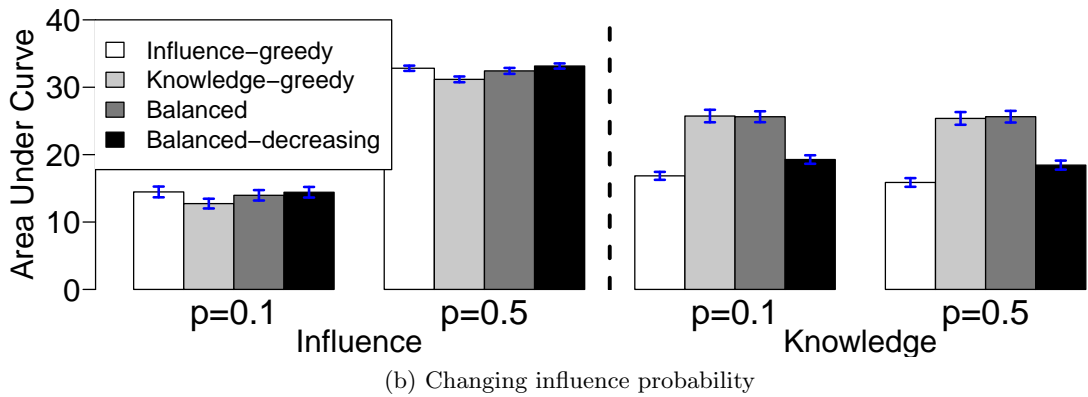 Area Under Curve
40
30
20
10
0
Influence−greedy
Knowledge−greedy
Balanced
Balanced−decreasing
p=0.1 p=0.5 p=0.1 p=0.5
Influence Knowledge
(b) Changing influence probability